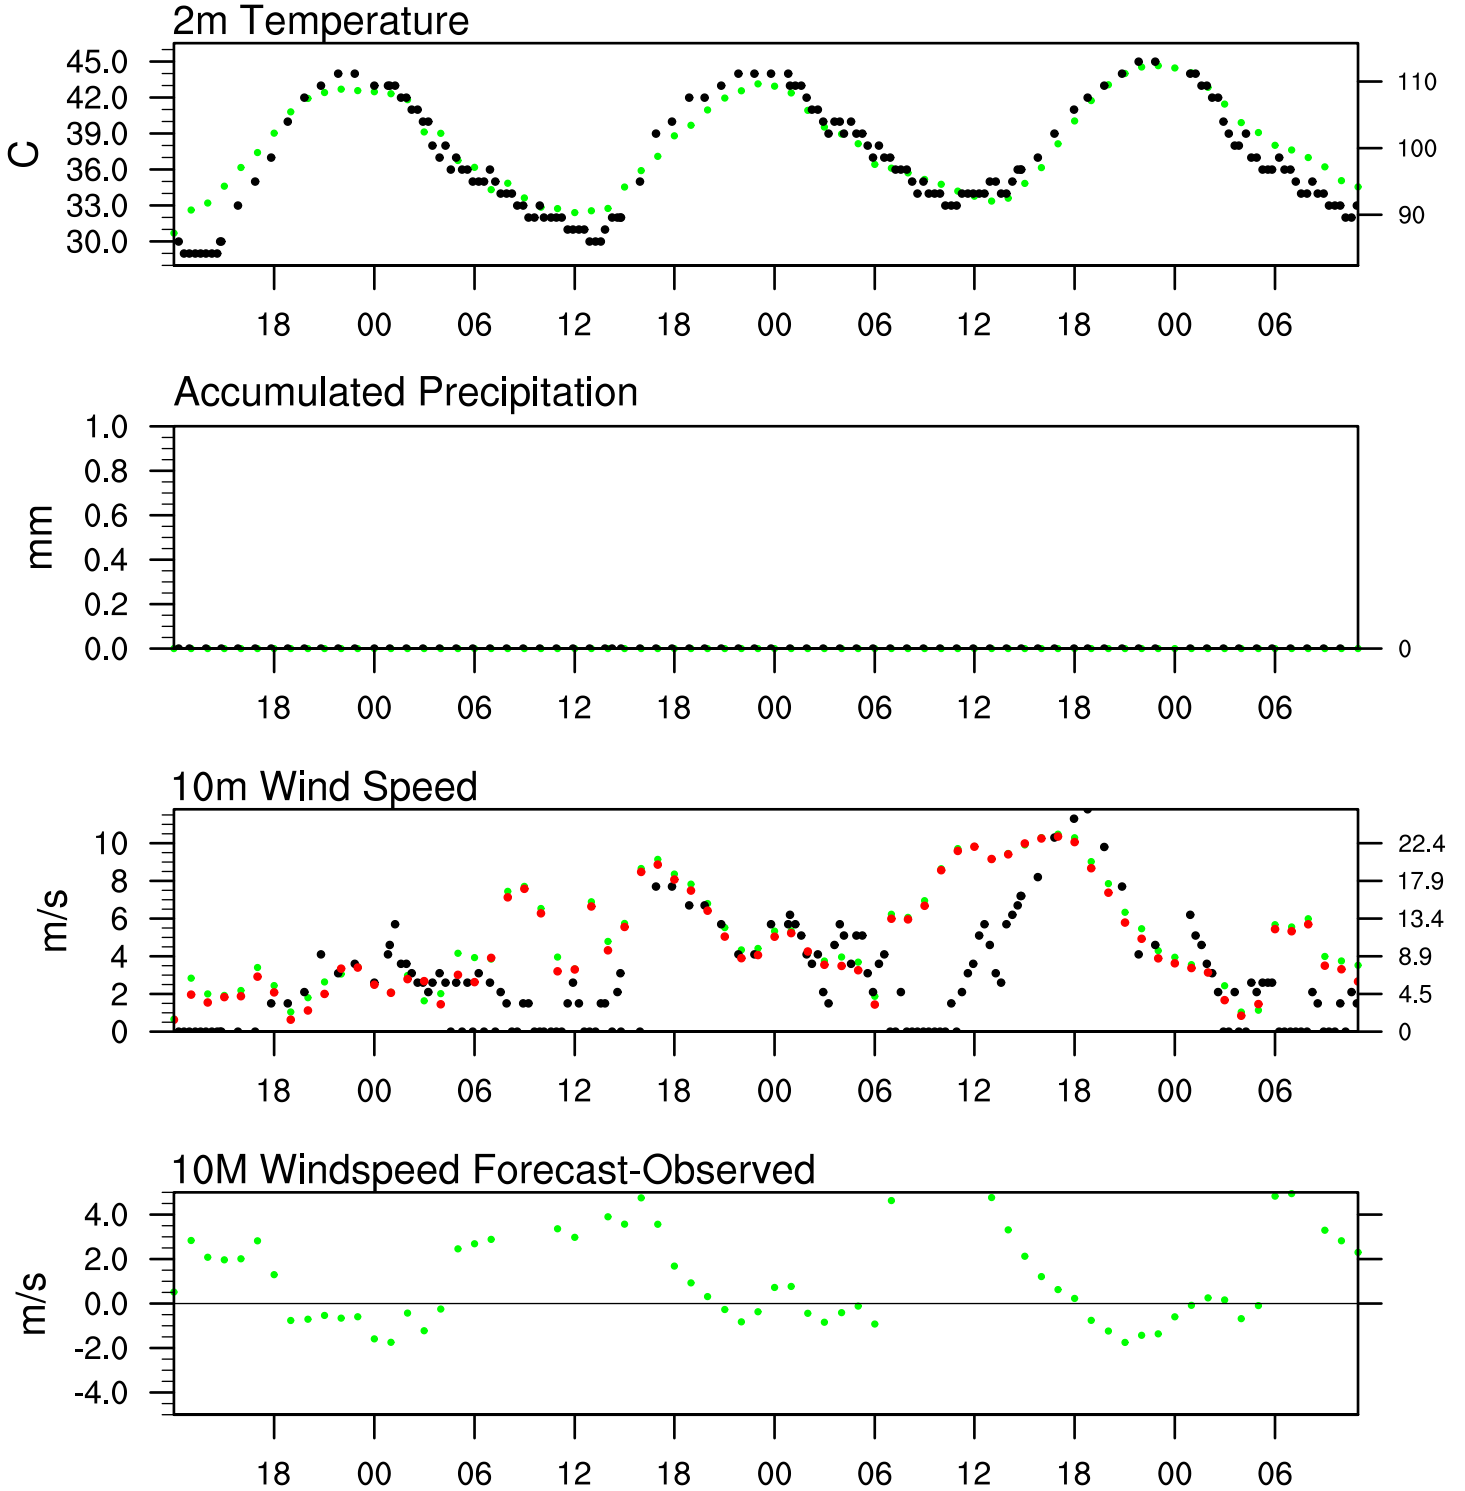 2m Temperature
45.0
42.0
39.0
36.0
33.0
30.0
C
110
100
90
18 00 06 12 18 00 06 12 18 00 06
Accumulated Precipitation
1.0
0.8
0.6
0.4
0.2
0.0
mm
0
18 00 06 12 18 00 06 12 18 00 06
10m Wind Speed
10
8
6
4
2
0
m/s
22.4
17.9
13.4
8.9
4.5
0
18 00 06 12 18 00 06 12 18 00 06
10M Windspeed Forecast-Observed
4.0
2.0
0.0
-2.0
-4.0
m/s
18 00 06 12 18 00 06 12 18 00 06